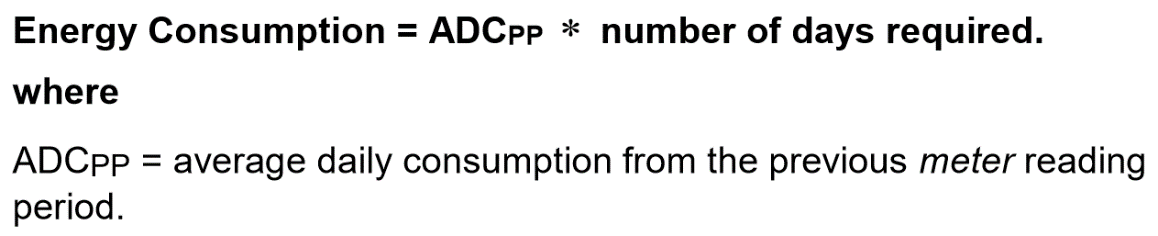 Energy Consumption = ADCPP * number of days required.
where
ADCPP = average daily consumption from the previous meter reading
period.